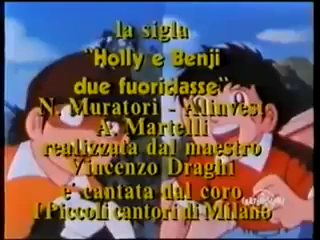 la sigla
"Holly e Benji
due fuoriclasse"
N. Muratori - Alinvest
A. Martelli
realizzata dal maestro
Vincenzo Draghi
e' cantata dal coro
I Piccoli cantori di Milano